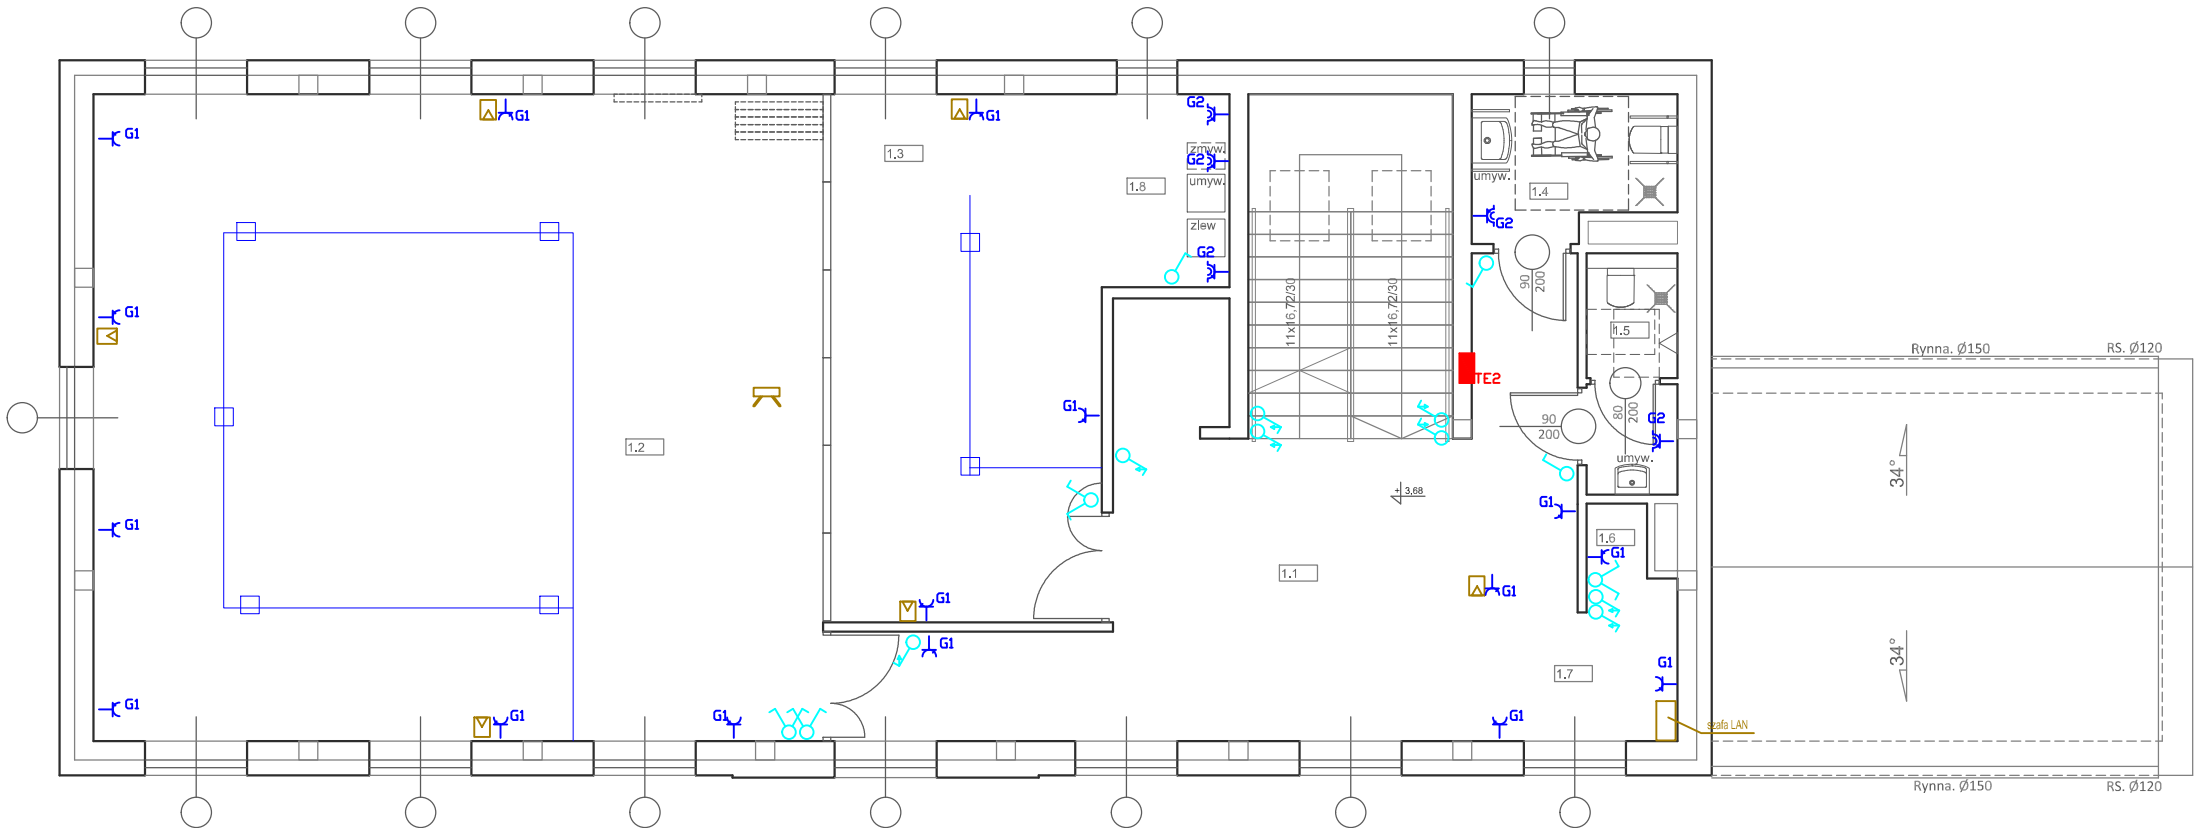 G2
G1
G1
G1
zmyw.
1.3
G2
umyw.
1.8
umyw.
1.4
zlew
G2
G2
90
200
11x16,72/30
11x16,72/30
G1
1.5
Rynna. Ø150
RS. Ø120
TE2
G1
80
200
G2
90
200
1.2
umyw.
34°
+ 3,68
G1
G1
1.6
G1
1.1
G1
G1
G1
34°
G1
1.7
G1
G1
G1
G1
szafa LAN
Rynna. Ø150
RS. Ø120